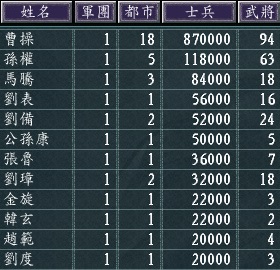 姓名 軍團 都市 士兵 武將
曹操 1 18 870000 94
孫權 1 5 118000 63
馬騰 1 3 84000 18
劉表 1 1 56000 16
劉備 1 2 52000 24
公孫康 1 1 50000 5
張魯 1 1 36000 7
劉璋 1 2 32000 18
金旋 1 1 22000 3
韓玄 1 1 22000 2
趙範 1 1 20000 4
劉度 1 1 20000 3